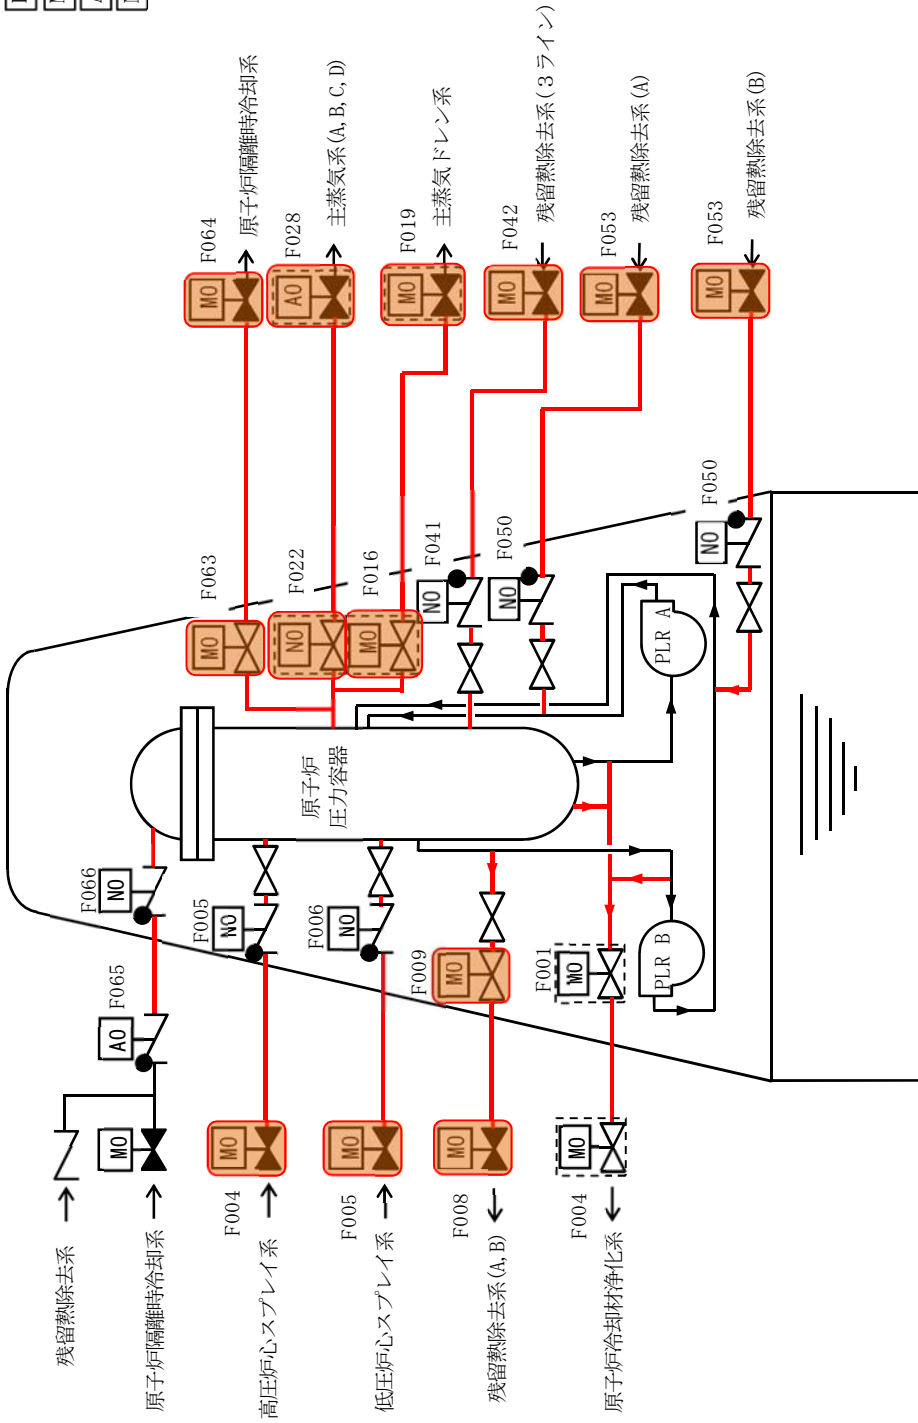 F064
原子炉隔離時冷却系
MO
F028
主蒸気系(A,B,C,D)
AO
F019
主蒸気ドレン系
MO
F042
残留熱除去系(3ライン)
MO
F053
残留熱除去系(A)
MO
F053
残留熱除去系(B)
MO
F063
MO
F022
NO
F016
MO
F041
NO
F050
NO
F050
NO
原子炉
圧力容器
PLR A
PLR B
F066
NO
F065
AO
F005
NO
F006
NO
F009
MO
F001
MO
残留熱除去系
MO
原子炉隔離時冷却系
F004
MO
高圧炉心スプレイ系
F005
MO
低圧炉心スプレイ系
F008
MO
残留熱除去系(A,B)
F004
MO
原子炉冷却材浄化系